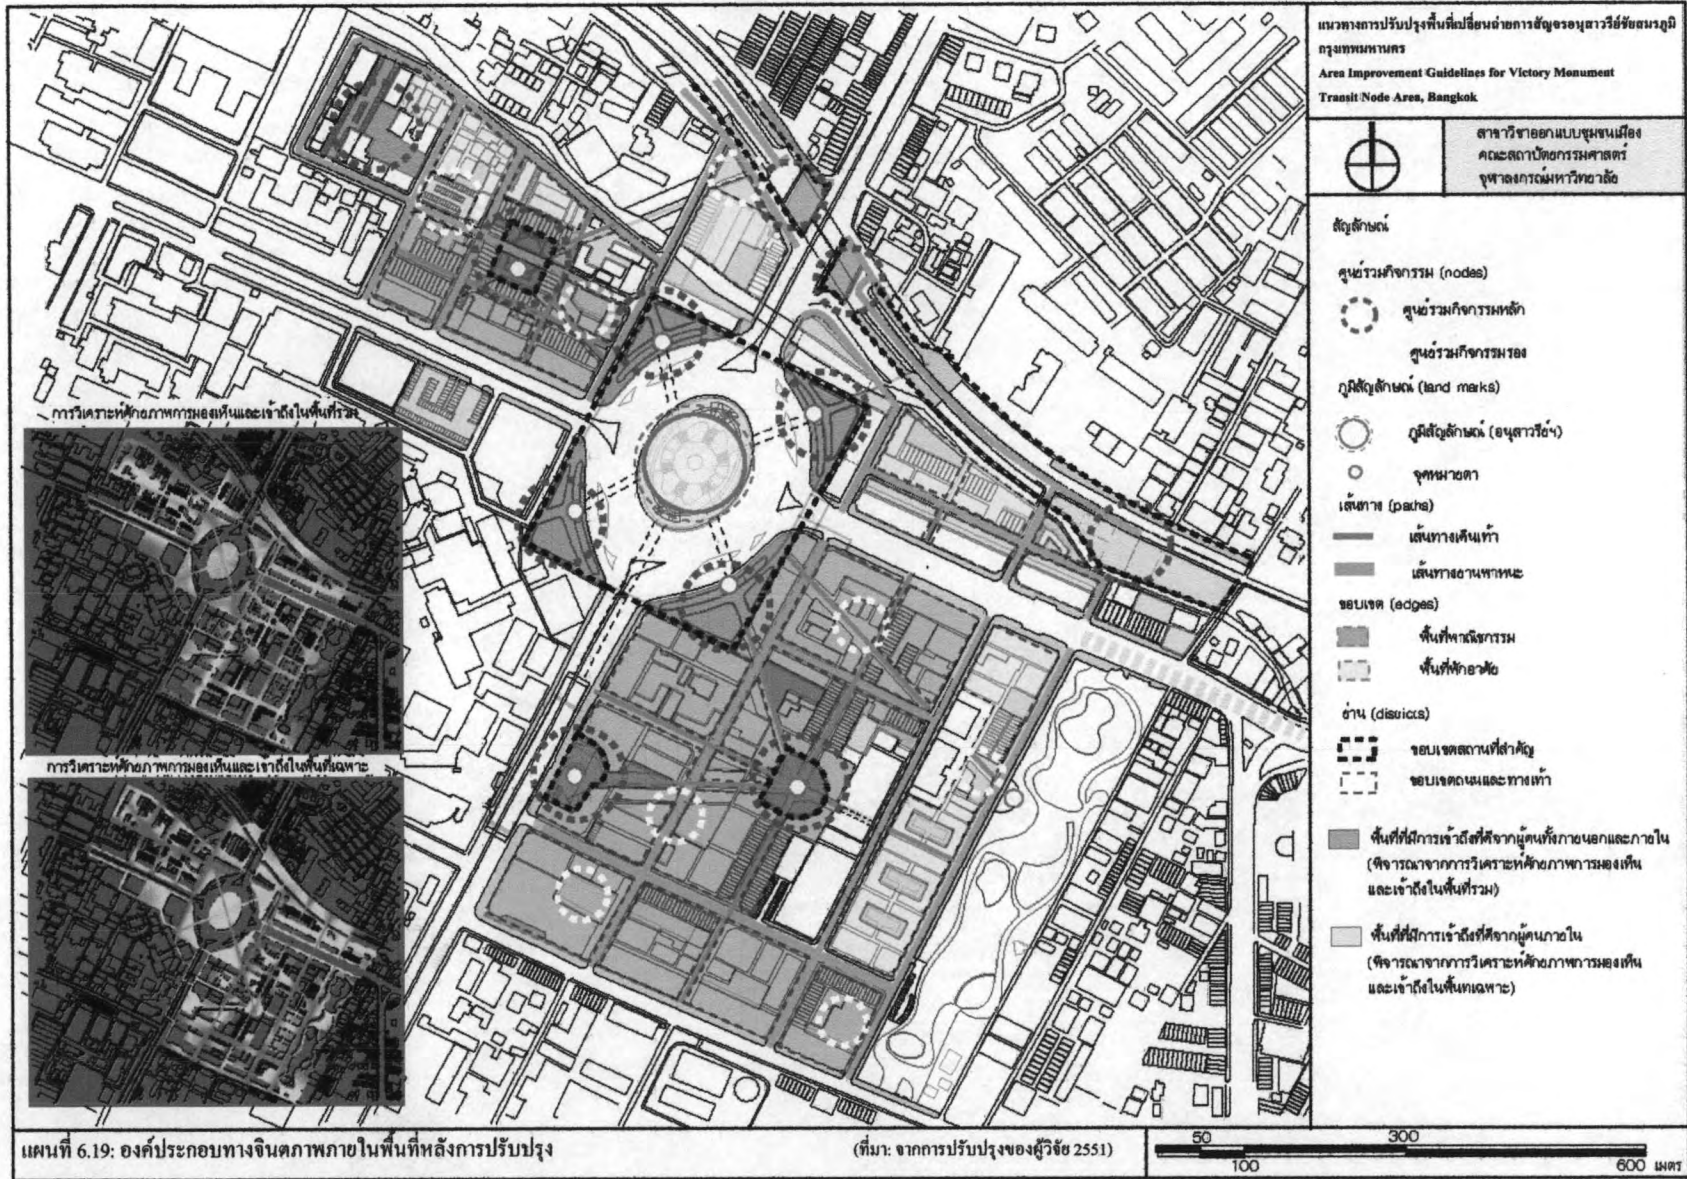 แนวทางการปรับปรุงพื้นที่เปลี่ยนถ่ายการสัญจรอนุสาวรีย์ชัยสมรภูมิ
กรุงเทพมหานคร
Area Improvement Guidelines for Victory Monument
Transit Node Area, Bangkok
สาขาวิชาออกแบบชุมชนเมือง
คณะสถาปัตยกรรมศาสตร์
จุฬาลงกรณ์มหาวิทยาลัย
สัญลักษณ์
ศูนย์รวมกิจกรรม (nodes)
ศูนย์รวมกิจกรรมหลัก
ศูนย์รวมกิจกรรมรอง
ภูมิสัญลักษณ์ (land marks)
ภูมิสัญลักษณ์ (อนุสาวรีย์ฯ)
จุดหมายตา
เส้นทาง (paths)
เส้นทางเดินเท้า
เส้นทางยานพาหนะ
ขอบเขต (edges)
พื้นที่พาณิชกรรม
พื้นที่พักอาศัย
ย่าน (districts)
ขอบเขตสถานที่สำคัญ
ขอบเขตถนนและทางเท้า
พื้นที่ที่มีการเข้าถึงที่ดีจากผู้คนทั้งภายนอกและภายใน
(พิจารณาจากการวิเคราะห์ศักยภาพการมองเห็น
และเข้าถึงในพื้นที่รวม)
พื้นที่ที่มีการเข้าถึงที่ดีจากผู้คนภายใน
(พิจารณาจากการวิเคราะห์ศักยภาพการมองเห็น
และเข้าถึงในพื้นที่เฉพาะ)
การวิเคราะห์ศักยภาพการมองเห็นและเข้าถึงในพื้นที่รวม
การวิเคราะห์ศักยภาพการมองเห็นและเข้าถึงในพื้นที่เฉพาะ
แผนที่ 6.19: องค์ประกอบทางจินตภาพภายในพื้นที่หลังการปรับปรุง
(ที่มา: จากการปรับปรุงของผู้วิจัย 2551)
50 300
100 600 เมตร